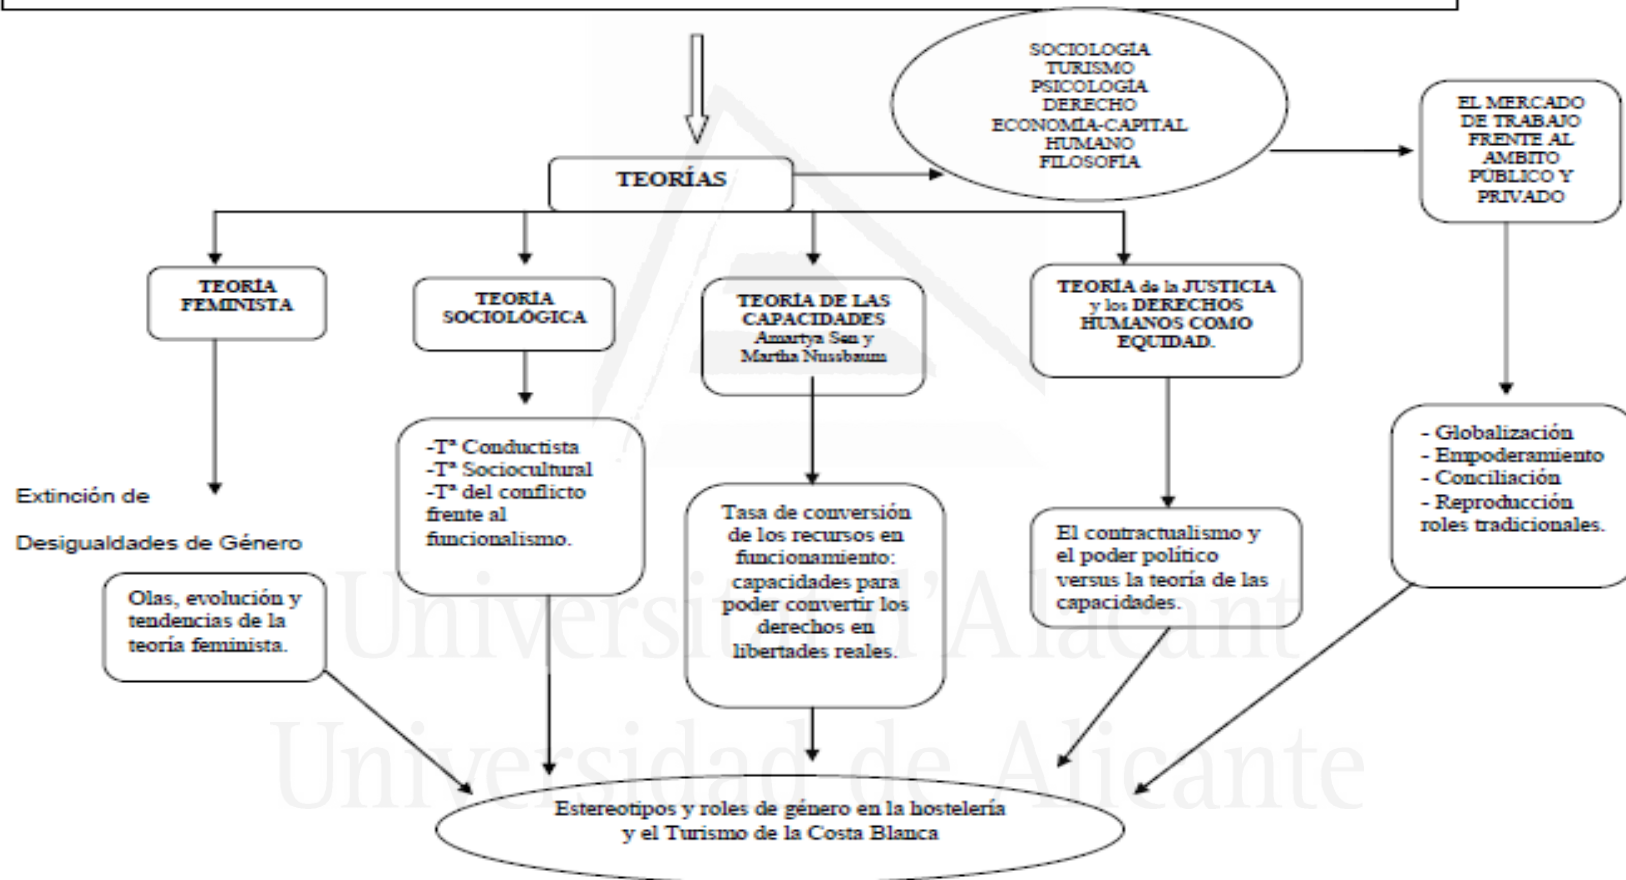 SOCIOLOGÍA
TURISMO
PSICOLOGÍA
DERECHO
ECONOMÍA-CAPITAL
HUMANO
FILOSOFÍA
EL MERCADO
DE TRABAJO
FRENTE AL
AMBITO
PÚBLICO Y
PRIVADO
TEORÍAS
TEORÍA
FEMINISTA
TEORÍA
SOCIOLÓGICA
TEORÍA DE LAS
CAPACIDADES
Amartya Sen y
Martha Nussbaum
TEORÍA de la JUSTICIA
y los DERECHOS
HUMANOS COMO
EQUIDAD.
Extinción de
Desigualdades de Género
Olas, evolución y
tendencias de la
teoría feminista.
-Tª Conductista
-Tª Sociocultural
-Tª del conflicto
frente al
funcionalismo.
Tasa de conversión
de los recursos en
funcionamiento:
capacidades para
poder convertir los
derechos en
libertades reales.
El contractualismo y
el poder político
versus la teoría de las
capacidades.
- Globalización
- Empoderamiento
- Conciliación
- Reproducción
roles tradicionales.
Estereotipos y roles de género en la hostelería
y el Turismo de la Costa Blanca
Universitat d'Alacant
Universidad de Alicante